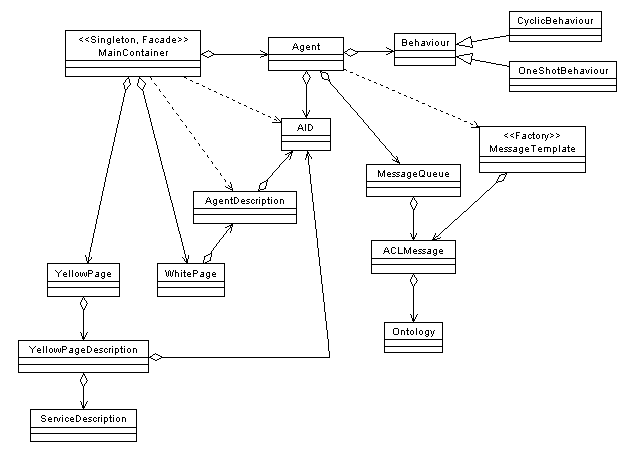 CyclicBehaviour
<<Singleton, Facade>>
MainContainer
Agent
Behaviour
OneShotBehaviour
AID
<<Factory>>
MessageTemplate
MessageQueue
AgentDescription
ACLMessage
YellowPage
WhitePage
Ontology
YellowPageDescription
ServiceDescription